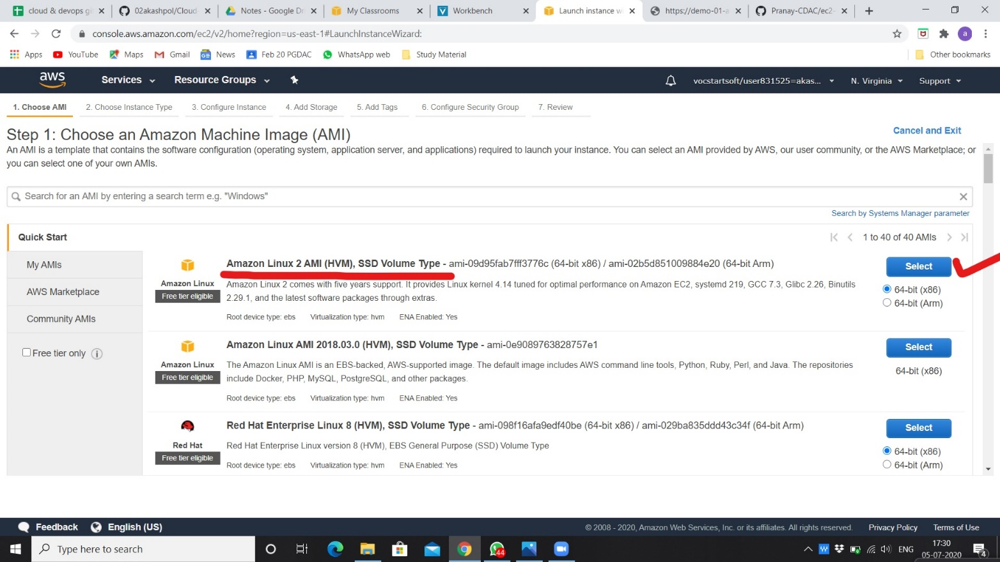 cloud & devops gi
02akashpol/Cloud-
Notes - Google Dri
My Classrooms
Workbench
Launch instance wi
https://demo-01-a
Pranay-CDAC/ec2-
console.aws.amazon.com/ec2/v2/home?region=us-east-1#LaunchInstanceWizard:
a
Apps
YouTube
Maps
Gmail
News
Feb 20 PGDAC
WhatsApp web
Study Material
Other bookmarks
aws
Services
Resource Groups
vocstartsoft/user831525=akas...
N. Virginia
Support
1. Choose AMI
2. Choose Instance Type
3. Configure Instance
4. Add Storage
5. Add Tags
6. Configure Security Group
7. Review
Step 1: Choose an Amazon Machine Image (AMI)
Cancel and Exit
An AMI is a template that contains the software configuration (operating system, application server, and applications) required to launch your instance. You can select an AMI provided by AWS, our user community, or the AWS Marketplace; or
you can select one of your own AMIs.
Search for an AMI by entering a search term e.g. "Windows"
Search by Systems Manager parameter
Quick Start
1 to 40 of 40 AMIs
My AMIs
AWS Marketplace
Community AMIs
Free tier only
Amazon Linux
Free tier eligible
Amazon Linux 2 AMI (HVM), SSD Volume Type - ami-09d95fab7fff3776c (64-bit x86) / ami-02b5d851009884e20 (64-bit Arm)
Amazon Linux 2 comes with five years support. It provides Linux kernel 4.14 tuned for optimal performance on Amazon EC2, systemd 219, GCC 7.3, Glibc 2.26, Binutils
2.29.1, and the latest software packages through extras.
Root device type: ebs Virtualization type: hvm ENA Enabled: Yes
Select
64-bit (x86)
64-bit (Arm)
Amazon Linux
Free tier eligible
Amazon Linux AMI 2018.03.0 (HVM), SSD Volume Type - ami-0e9089763828757e1
The Amazon Linux AMI is an EBS-backed, AWS-supported image. The default image includes AWS command line tools, Python, Ruby, Perl, and Java. The repositories
include Docker, PHP, MySQL, PostgreSQL, and other packages.
Root device type: ebs Virtualization type: hvm ENA Enabled: Yes
Select
64-bit (x86)
Red Hat
Free tier eligible
Red Hat Enterprise Linux 8 (HVM), SSD Volume Type - ami-098f16afa9edf40be (64-bit x86) / ami-029ba835ddd43c34f (64-bit Arm)
Red Hat Enterprise Linux version 8 (HVM), EBS General Purpose (SSD) Volume Type
Root device type: ebs Virtualization type: hvm ENA Enabled: Yes
Select
64-bit (x86)
64-bit (Arm)
Feedback
English (US)
© 2008 - 2020, Amazon Web Services, Inc. or its affiliates. All rights reserved.
Privacy Policy
Terms of Use
Type here to search
44
ENG
17:30
05-07-2020
4